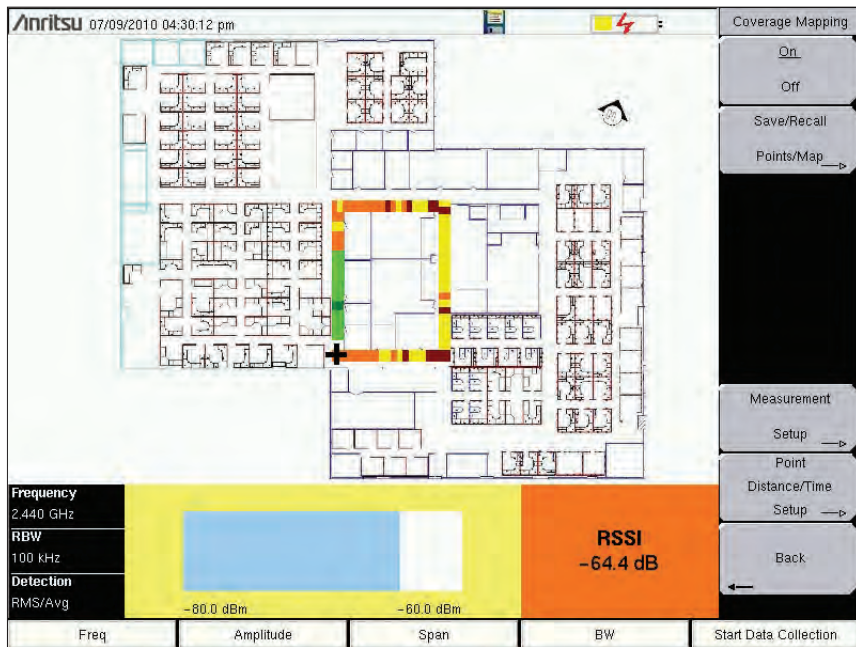 Anritsu 07/09/2010 04:30:12 pm
Coverage Mapping
On
Off
Save/Recall
Points/Map
Measurement
Setup
Point
Distance/Time
Setup
Back
Frequency
2.440 GHz
RBW
100 kHz
Detection
RMS/Avg
-80.0 dBm
-60.0 dBm
RSSI
-64.4 dB
Freq
Amplitude
Span
BW
Start Data Collection